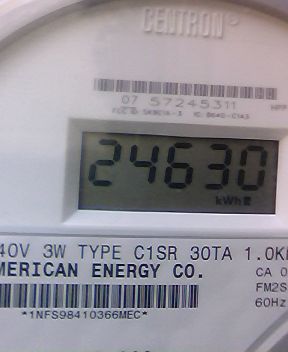 CENTRON®
07 57245311
24630
kWh
40V 3W TYPE C1SR 30TA 1.0K
MERICAN ENERGY CO.
CA 0
FM2S
60Hz
*1NFS98410366MEC*